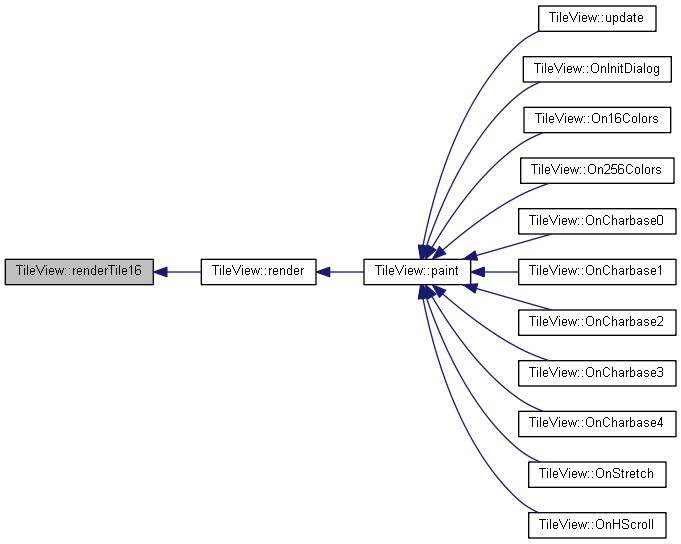 TileView::update
TileView::OnInitDialog
TileView::On16Colors
TileView::On256Colors
TileView::OnCharbase0
TileView::renderTile16
TileView::render
TileView::paint
TileView::OnCharbase1
TileView::OnCharbase2
TileView::OnCharbase3
TileView::OnCharbase4
TileView::OnStretch
TileView::OnHScroll